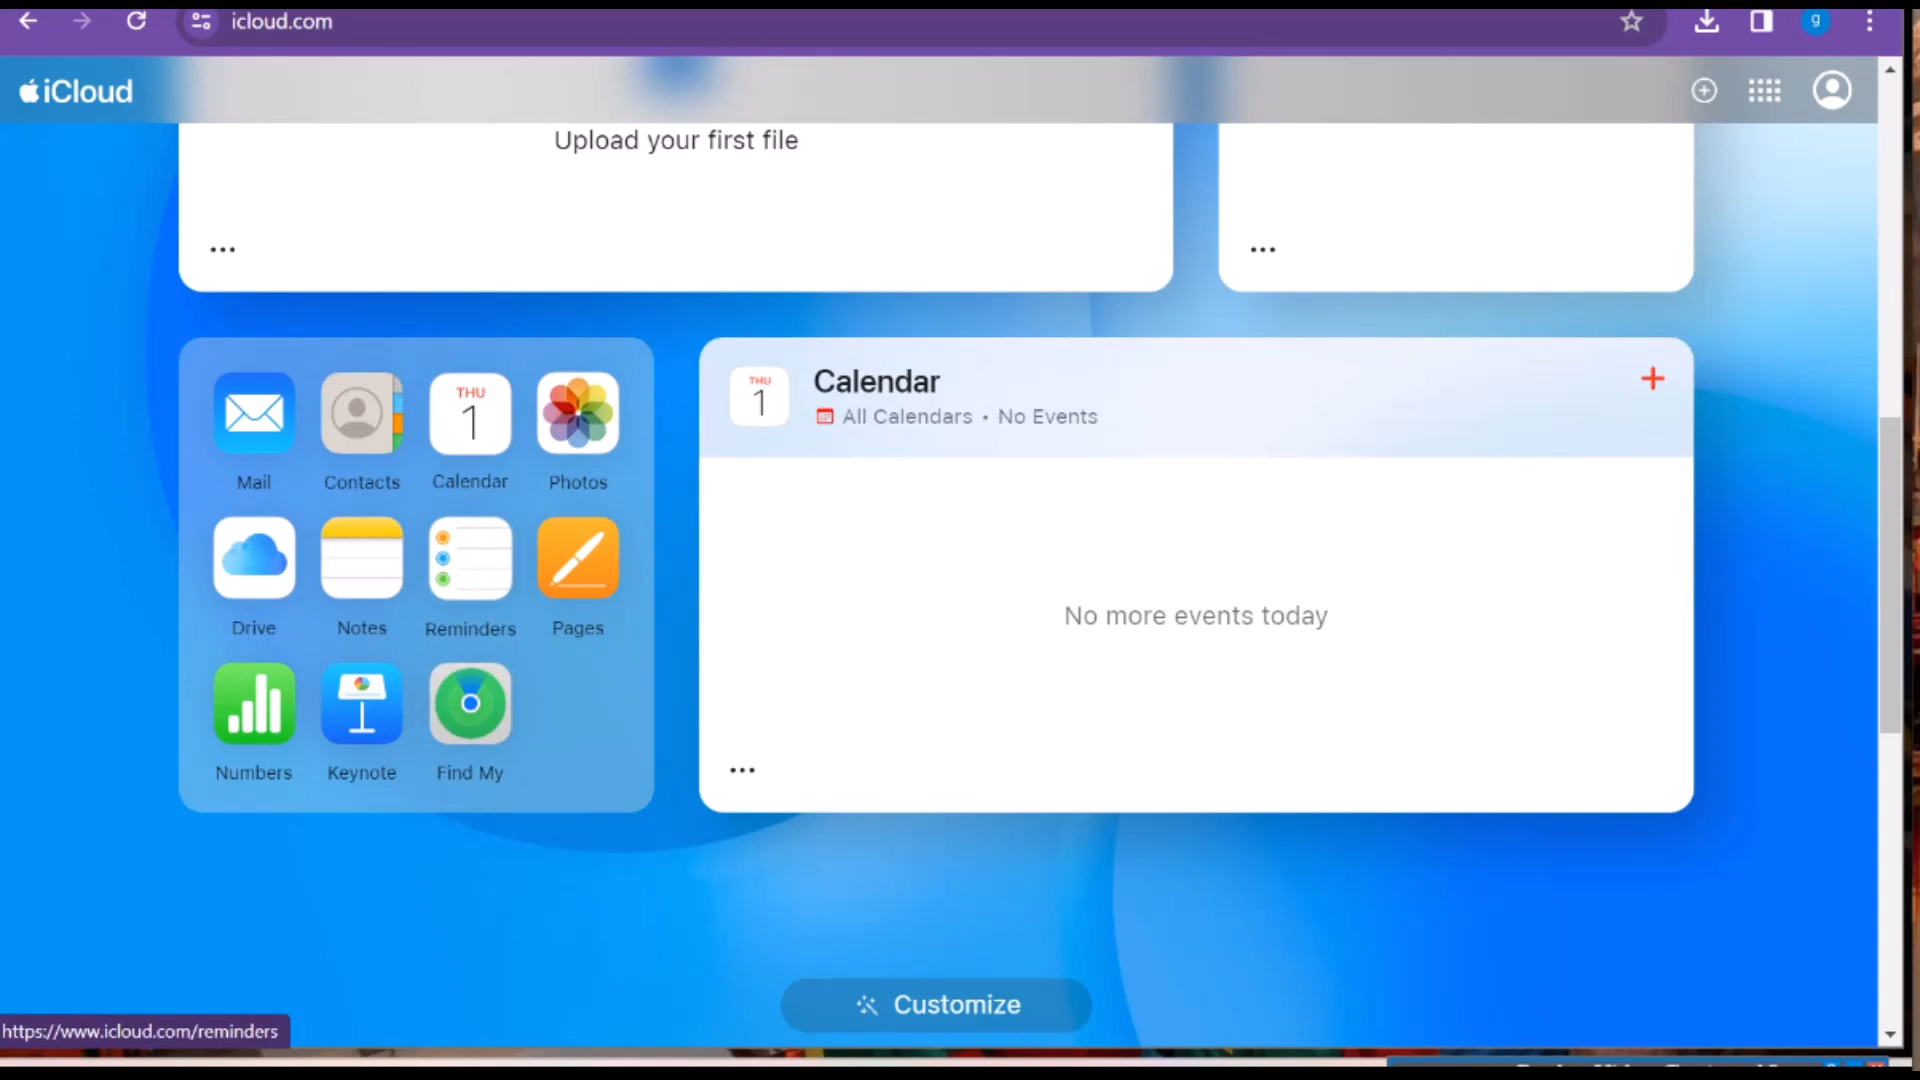 icloud.com
g
iCloud
Upload your first file
THU
1
Calendar
All Calendars • No Events
THU
1
Mail
Contacts
Calendar
Photos
Drive
Notes
Reminders
Pages
No more events today
Numbers
Keynote
Find My
Customize
https://www.icloud.com/reminders